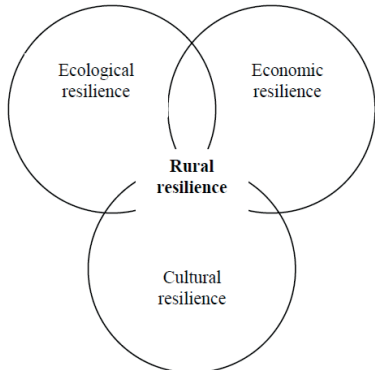 Ecological
resilience
Economic
resilience
Rural
resilience
Cultural
resilience